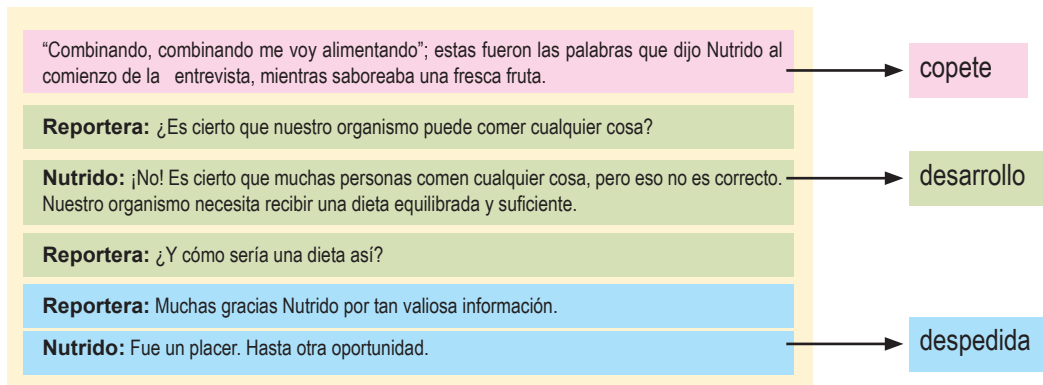 “Combinando, combinando me voy alimentando”; estas fueron las palabras que dijo Nutrido al
comienzo de la entrevista, mientras saboreaba una fresca fruta.
copete
Reportera: ¿Es cierto que nuestro organismo puede comer cualquier cosa?
Nutrido: ¡No! Es cierto que muchas personas comen cualquier cosa, pero eso no es correcto.
Nuestro organismo necesita recibir una dieta equilibrada y suficiente.
desarrollo
Reportera: ¿Y cómo sería una dieta así?
Reportera: Muchas gracias Nutrido por tan valiosa información.
Nutrido: Fue un placer. Hasta otra oportunidad.
despedida